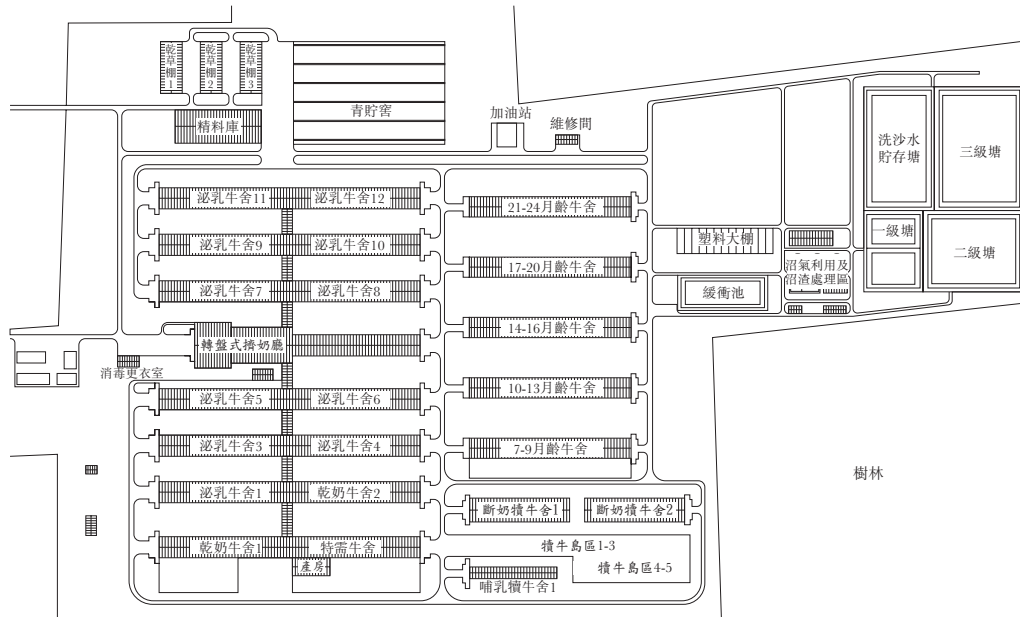 乾草棚1
乾草棚2
乾草棚3
精料庫
青貯窖
加油站
維修間
洗沙水
貯存塘
三級塘
泌乳牛舍11
泌乳牛舍12
21-24月齡牛舍
一級塘
塑料大棚
泌乳牛舍9
泌乳牛舍10
二級塘
17-20月齡牛舍
沼氣利用及
沼渣處理區
泌乳牛舍7
泌乳牛舍8
緩衝池
14-16月齡牛舍
轉盤式擠奶廳
消毒更衣室
10-13月齡牛舍
泌乳牛舍5
泌乳牛舍6
泌乳牛舍3
泌乳牛舍4
7-9月齡牛舍
樹林
泌乳牛舍1
乾奶牛舍2
斷奶犢牛舍1
斷奶犢牛舍2
乾奶牛舍1
特需牛舍
犢牛島區1-3
產房
犢牛島區4-5
哺乳犢牛舍1